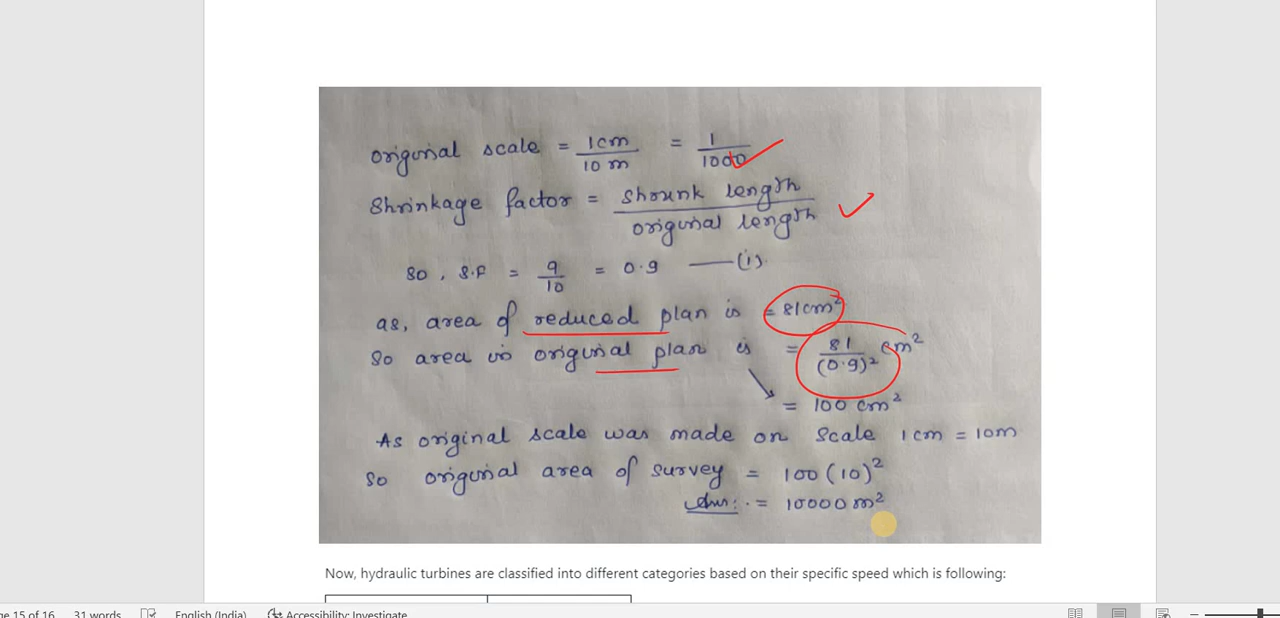 original scale = 1cm / 10 m = 1 / 1000
Shrinkage factor = shrunk length / original length
so, S.F = 9 / 10 = 0.9 — (i).
as, area of reduced plan is = 81cm²
so area in original plan is = 81 / (0.9)² cm²
= 100 cm²
As original scale was made on scale 1cm = 10m
so original area of survey = 100(10)²
Ans: = 10000 m²
Now, hydraulic turbines are classified into different categories based on their specific speed which is following:
ge 15 of 16 31 words English (India) Accessibility: Investigate